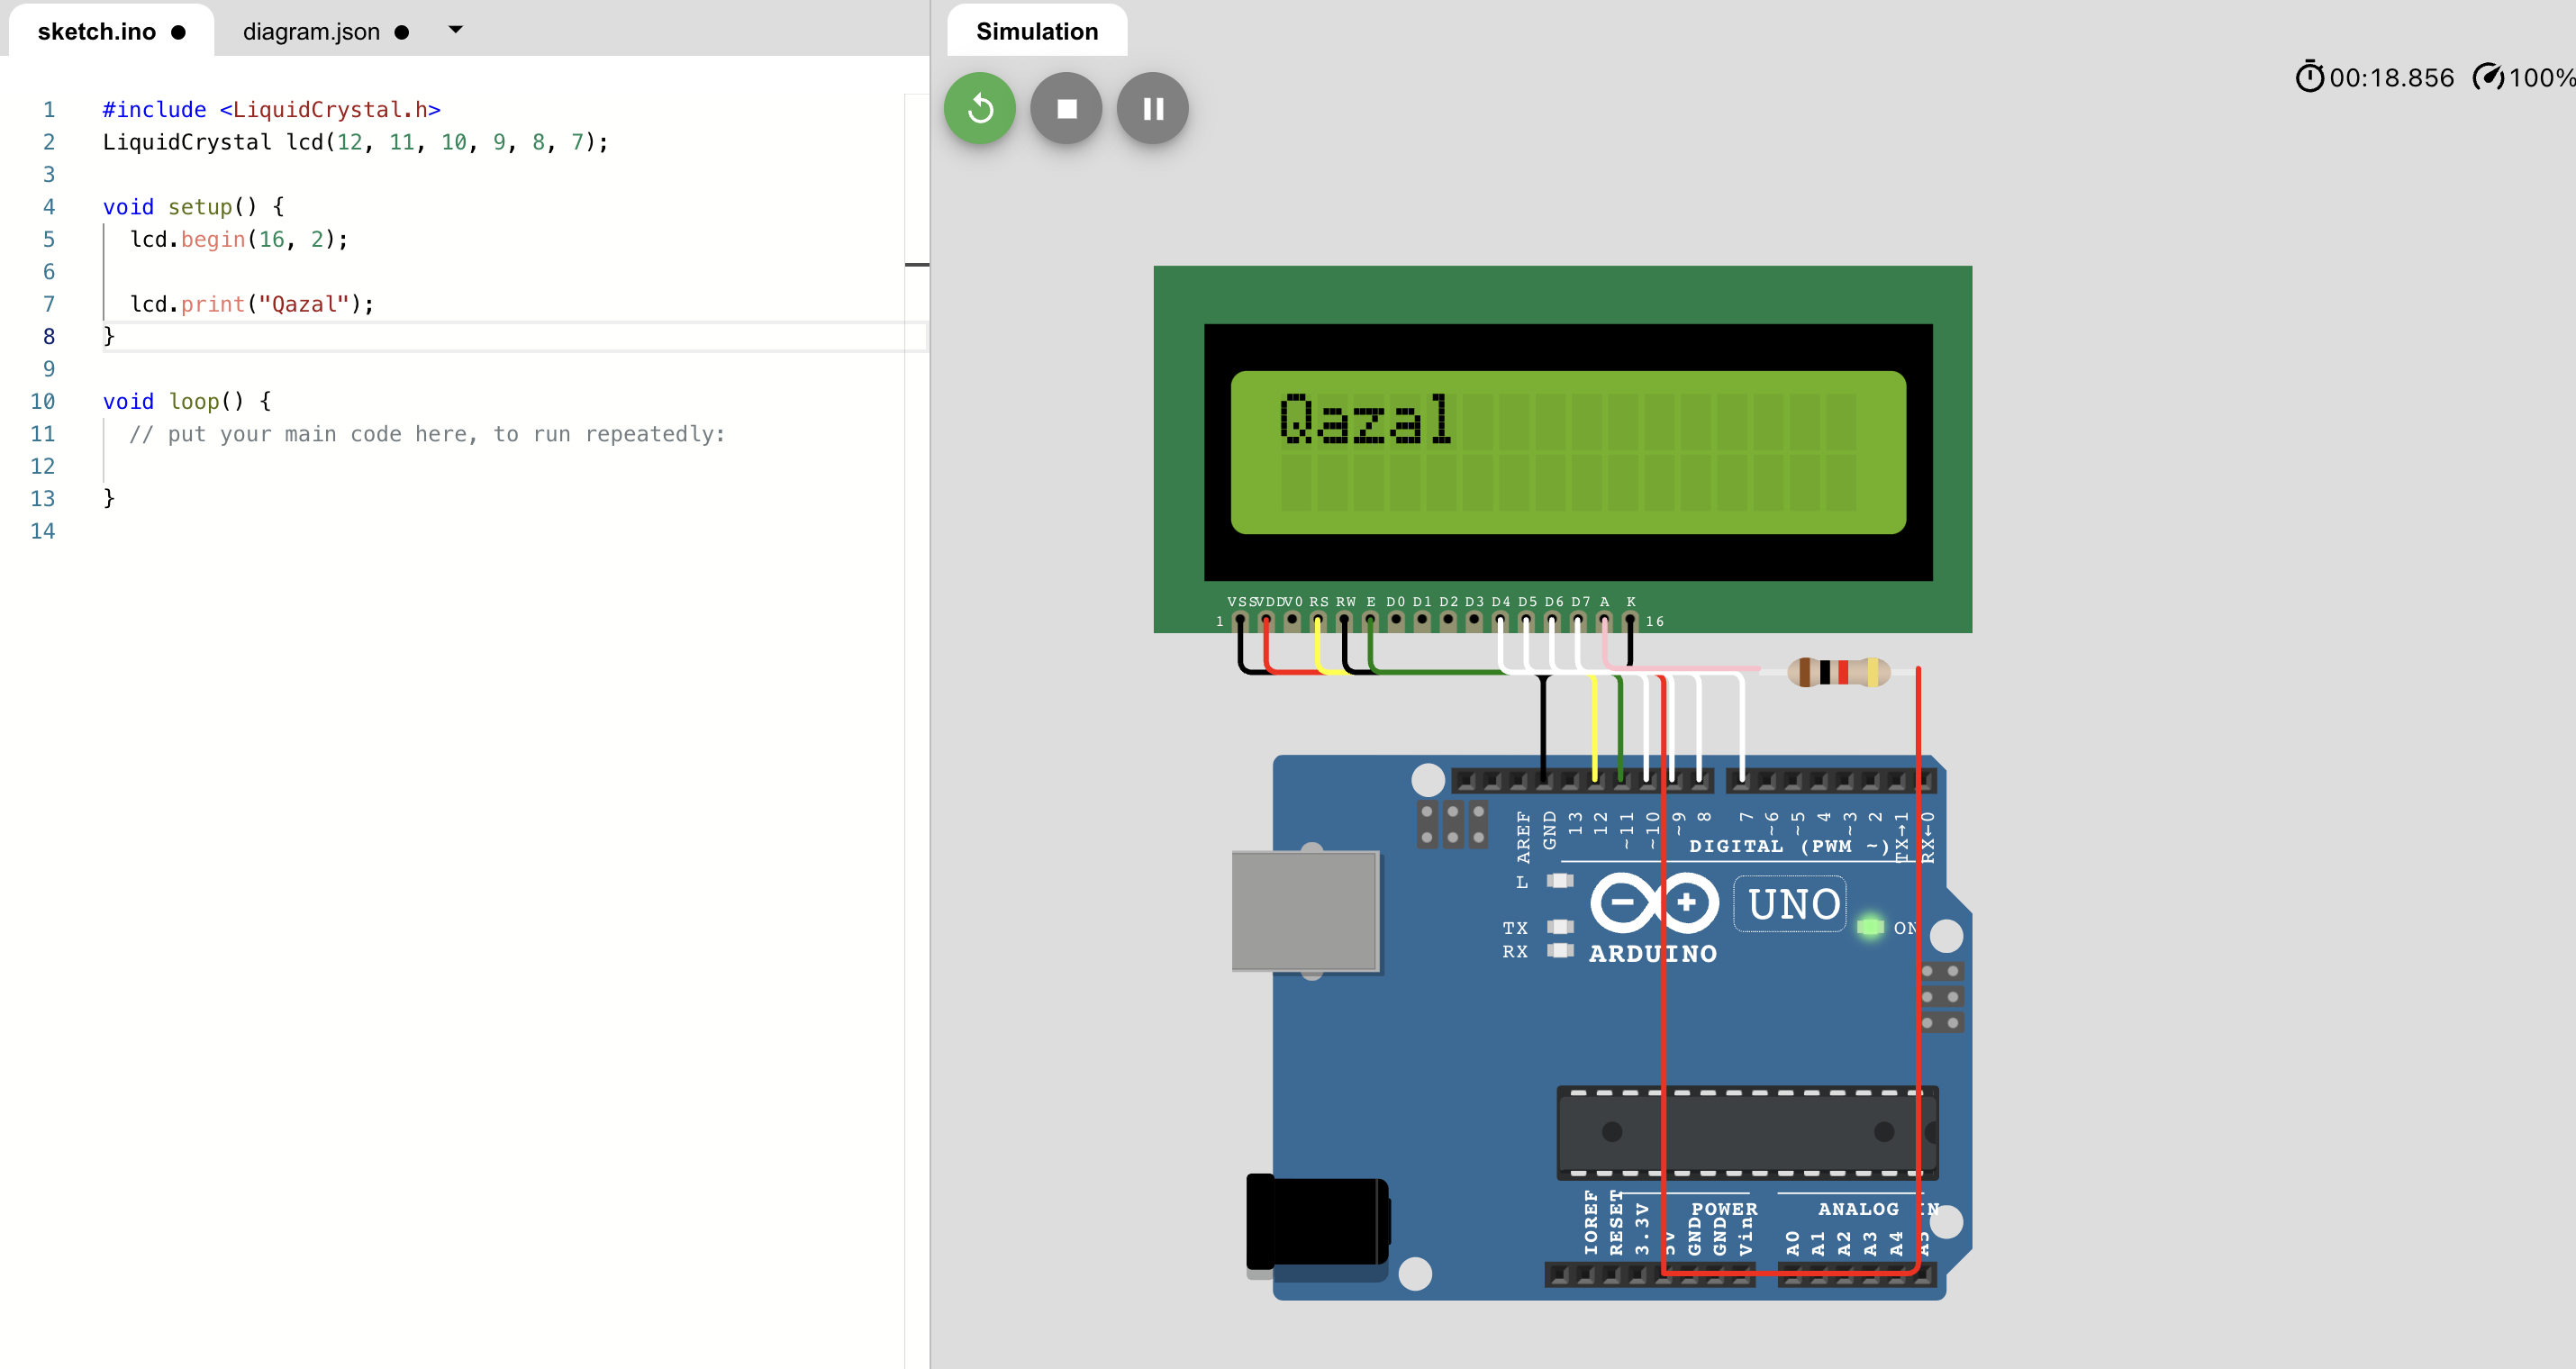 sketch.ino
diagram.json
1 #include <LiquidCrystal.h>
2 LiquidCrystal lcd(12, 11, 10, 9, 8, 7);
3
4 void setup() {
5 lcd.begin(16, 2);
6
7 lcd.print("Qazal");
8 }
9
10 void loop() {
11 // put your main code here, to run repeatedly:
12
13 }
14
Simulation
00:18.856 100%
Qazal
VSS VDD V0 RS RW E D0 D1 D2 D3 D4 D5 D6 D7 A K
1 16
AREF GND 13 12 ~11 ~10 ~9 8 7 ~6 ~5 4 ~3 2 TX→1 RX←0
DIGITAL (PWM ~)
L
UNO
TX ON
RX ARDUINO
POWER ANALOG IN
IOREF RESET 3.3V 5V GND GND Vin A0 A1 A2 A3 A4 A5